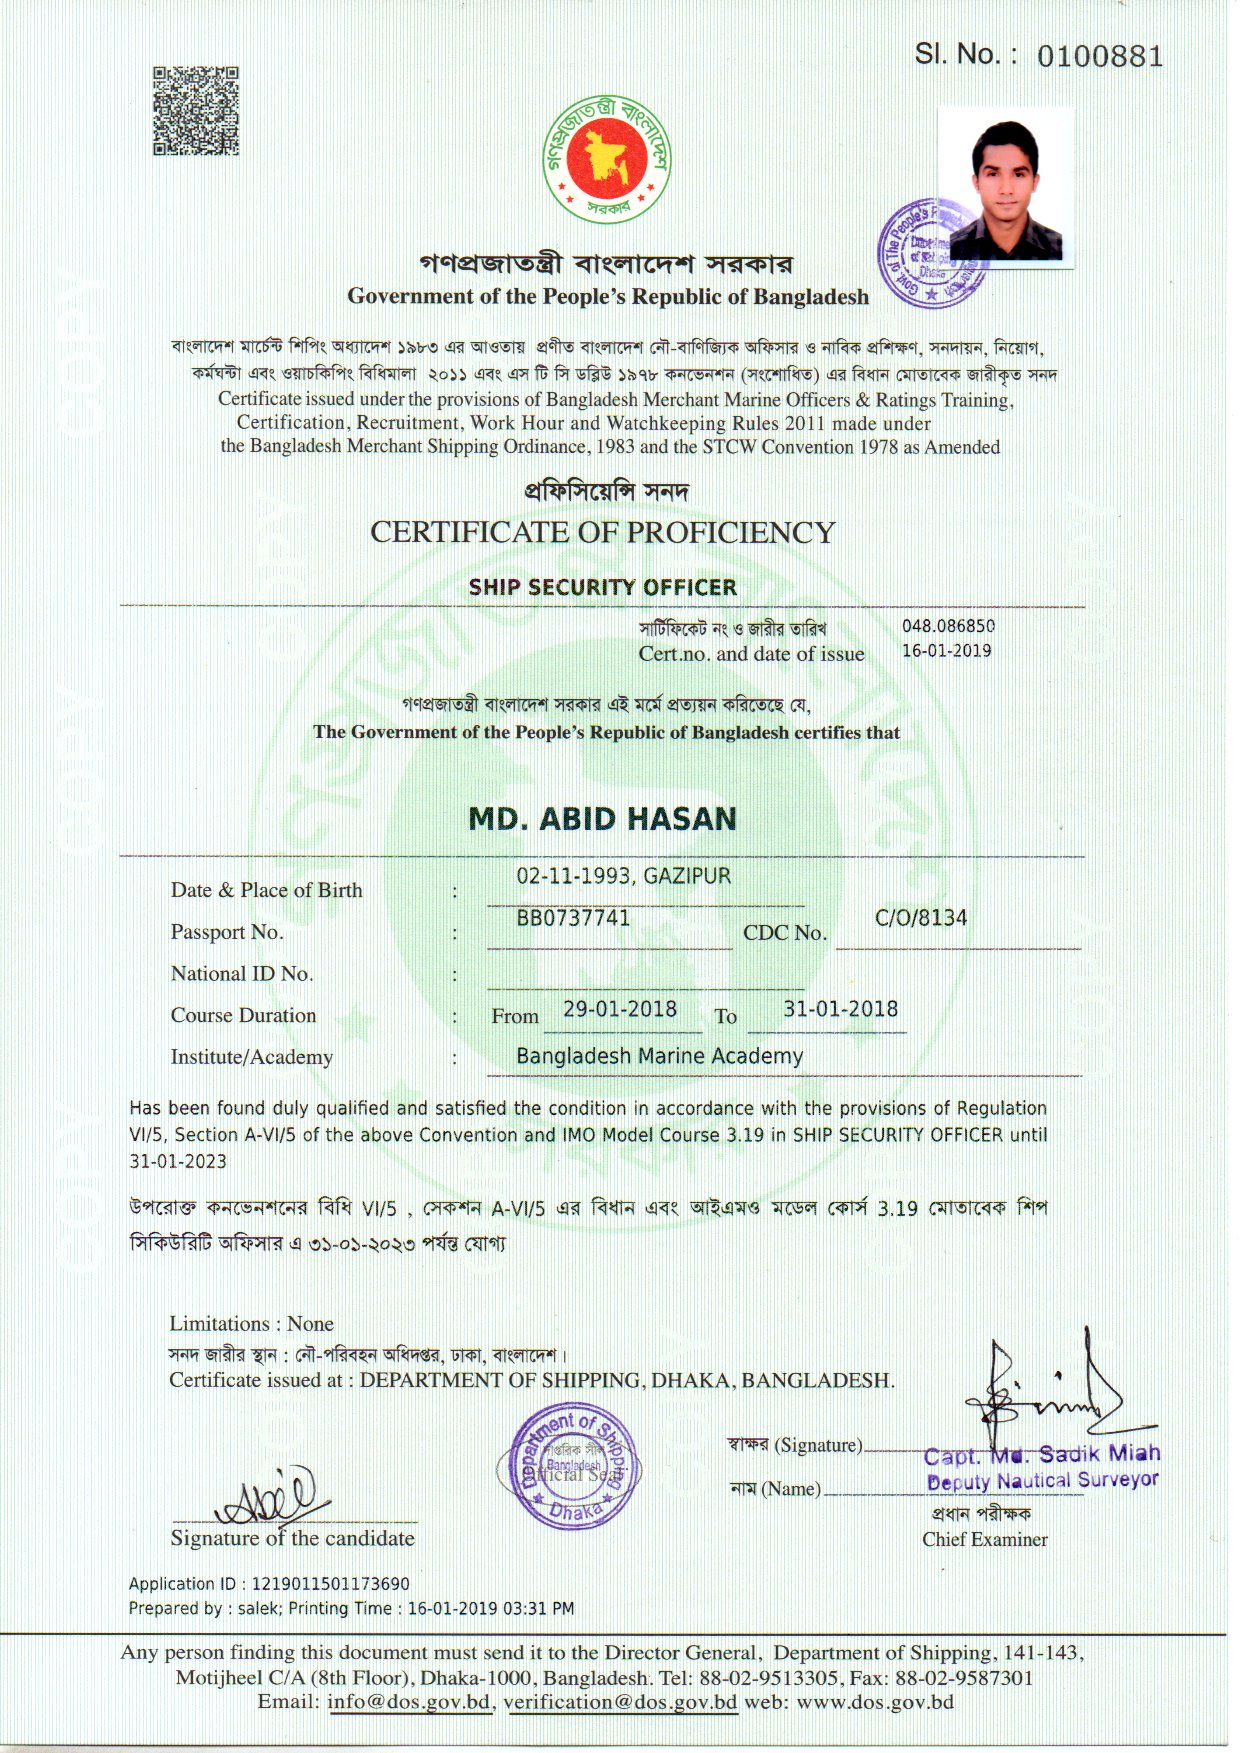 Sl. No. : 0100881
গণপ্রজাতন্ত্রী বাংলাদেশ
সরকার
Govt. of The People's
Dhaka
গণপ্রজাতন্ত্রী বাংলাদেশ সরকার
Government of the People's Republic of Bangladesh
বাংলাদেশ মার্চেন্ট শিপিং অধ্যাদেশ ১৯৮৩ এর আওতায় প্রণীত বাংলাদেশ নৌ-বাণিজ্যিক অফিসার ও নাবিক প্রশিক্ষণ, সনদায়ন, নিয়োগ,
কর্মঘন্টা এবং ওয়াচকিপিং বিধিমালা ২০১১ এবং এস টি সি ডব্লিউ ১৯৭৮ কনভেনশন (সংশোধিত) এর বিধান মোতাবেক জারীকৃত সনদ
Certificate issued under the provisions of Bangladesh Merchant Marine Officers & Ratings Training,
Certification, Recruitment, Work Hour and Watchkeeping Rules 2011 made under
the Bangladesh Merchant Shipping Ordinance, 1983 and the STCW Convention 1978 as Amended
প্রফিসিয়েন্সি সনদ
CERTIFICATE OF PROFICIENCY
SHIP SECURITY OFFICER
সার্টিফিকেট নং ও জারীর তারিখ 048.086850
Cert.no. and date of issue 16-01-2019
গণপ্রজাতন্ত্রী বাংলাদেশ সরকার এই মর্মে প্রত্যয়ন করিতেছে যে,
The Government of the People's Republic of Bangladesh certifies that
MD. ABID HASAN
Date & Place of Birth : 02-11-1993, GAZIPUR
Passport No. : BB0737741 CDC No. C/O/8134
National ID No. :
Course Duration : From 29-01-2018 To 31-01-2018
Institute/Academy : Bangladesh Marine Academy
Has been found duly qualified and satisfied the condition in accordance with the provisions of Regulation
VI/5, Section A-VI/5 of the above Convention and IMO Model Course 3.19 in SHIP SECURITY OFFICER until
31-01-2023
উপরোক্ত কনভেনশনের বিধি VI/5 , সেকশন A-VI/5 এর বিধান এবং আইএমও মডেল কোর্স 3.19 মোতাবেক শিপ
সিকিউরিটি অফিসার এ ৩১-০১-২০২৩ পর্যন্ত যোগ্য
Limitations : None
সনদ জারীর স্থান : নৌ-পরিবহন অধিদপ্তর, ঢাকা, বাংলাদেশ।
Certificate issued at : DEPARTMENT OF SHIPPING, DHAKA, BANGLADESH.
Department of Shipping
Bangladesh
Official Seal
Dhaka
স্বাক্ষর (Signature)
Capt. Md. Sadik Miah
নাম (Name) Deputy Nautical Surveyor
প্রধান পরীক্ষক
Chief Examiner
Signature of the candidate
Application ID : 1219011501173690
Prepared by : salek; Printing Time : 16-01-2019 03:31 PM
Any person finding this document must send it to the Director General, Department of Shipping, 141-143,
Motijheel C/A (8th Floor), Dhaka-1000, Bangladesh. Tel: 88-02-9513305, Fax: 88-02-9587301
Email: info@dos.gov.bd, verification@dos.gov.bd web: www.dos.gov.bd